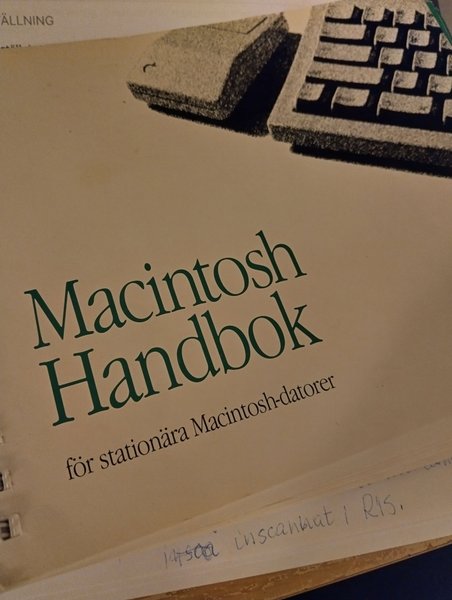 ÄLLNING
Macintosh
Handbok
för stationära Macintosh-datorer
inscannat i RIS.